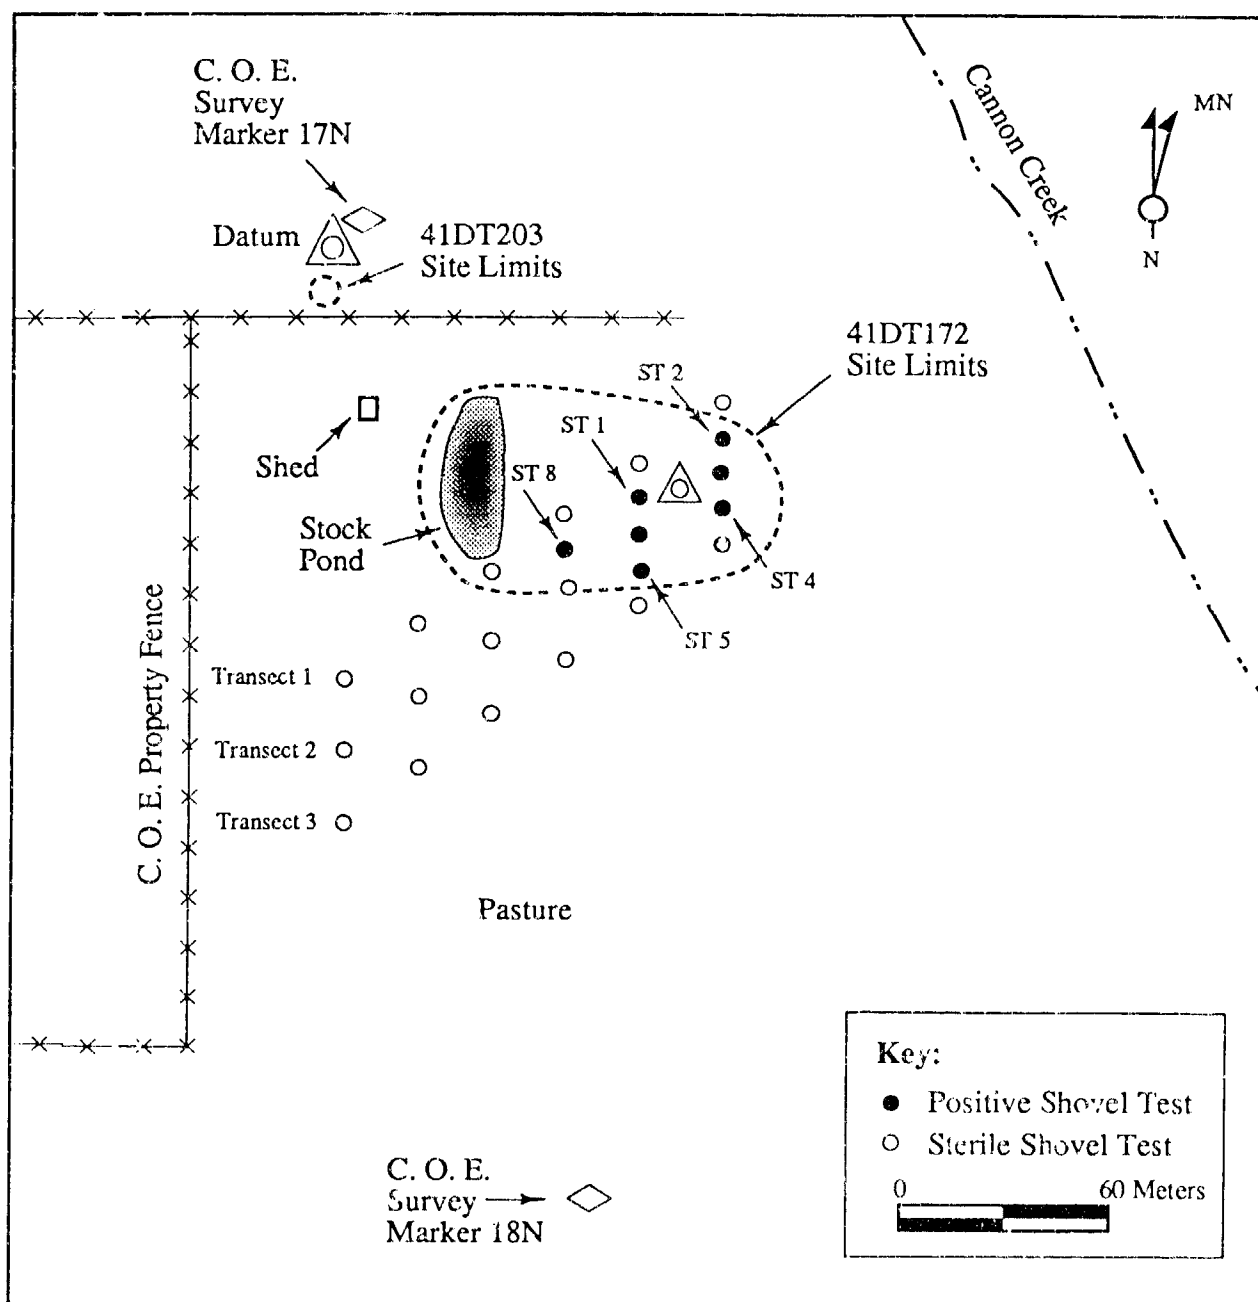 C. O. E.
Survey
Marker 17N
Cannon Creek
MN
N
Datum
41DT203
Site Limits
41DT172
Site Limits
ST 2
ST 1
ST 8
Shed
Stock
Pond
ST 4
ST 5
C. O. E. Property Fence
Transect 1
Transect 2
Transect 3
Pasture
Key:
Positive Shovel Test
Sterile Shovel Test
0 60 Meters
C. O. E.
Survey
Marker 18N